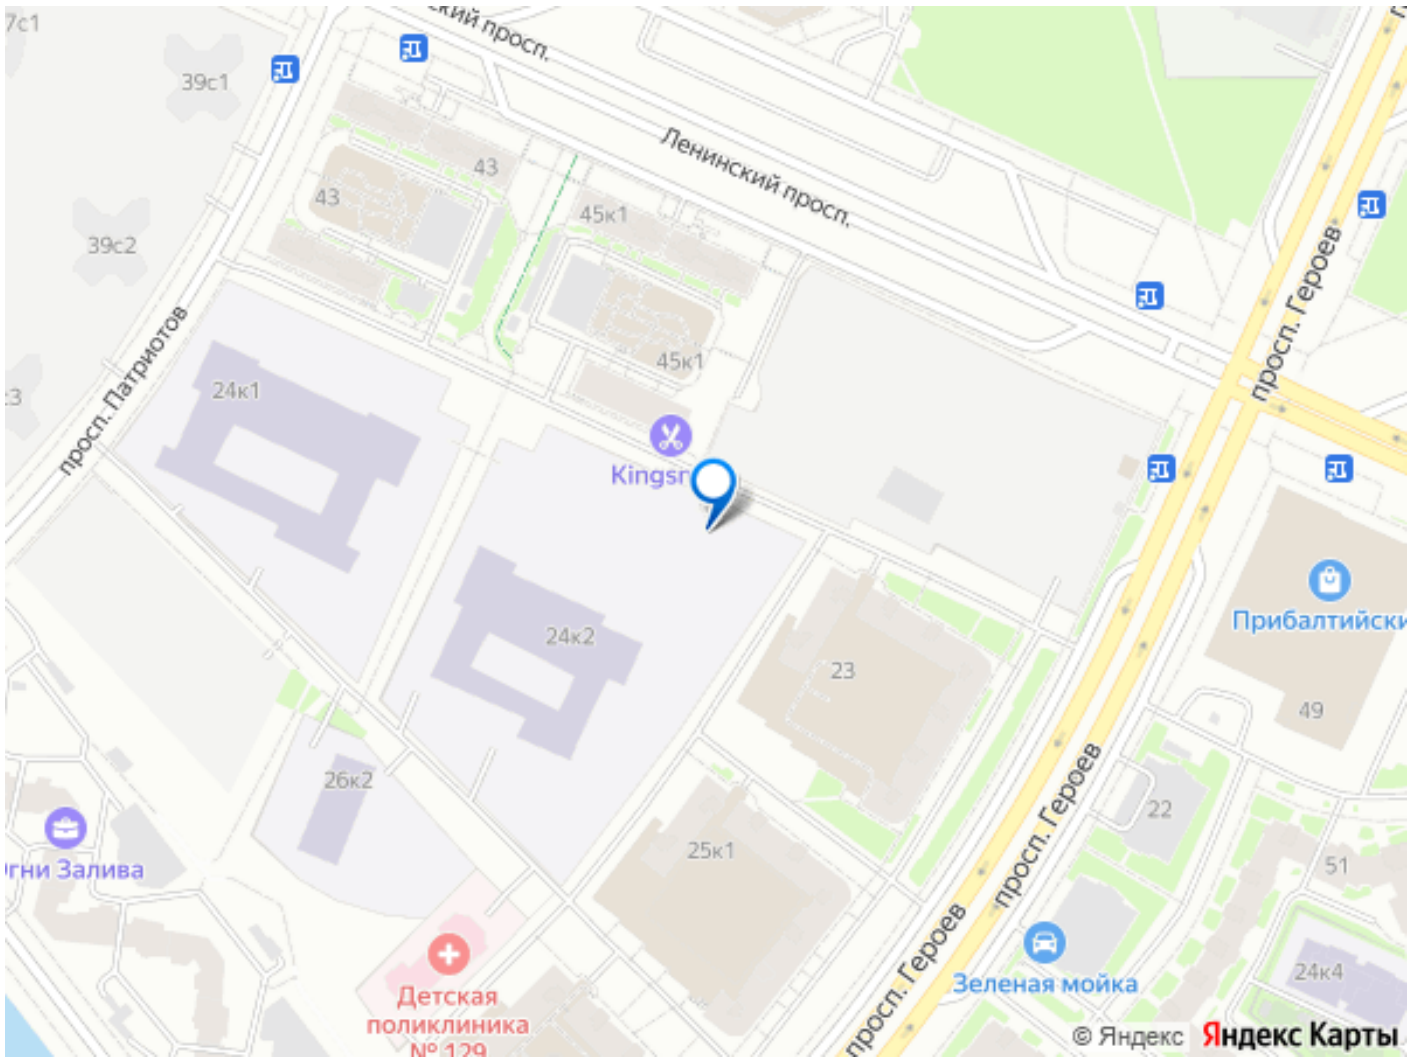 7с1
39с1
ский просп.
Ленинский просп.
43
43
45к1
39с2
просп. Героев
просп. Патриотов
45к1
24к1
Kingsr
Прибалтийски
24к2
23
49
26к2
просп. Героев
22
25к1
гни Залива
51
просп. Героев
Зеленая мойка
24к4
Детская
поликлиника
№ 129
© Яндекс
Яндекс Карты